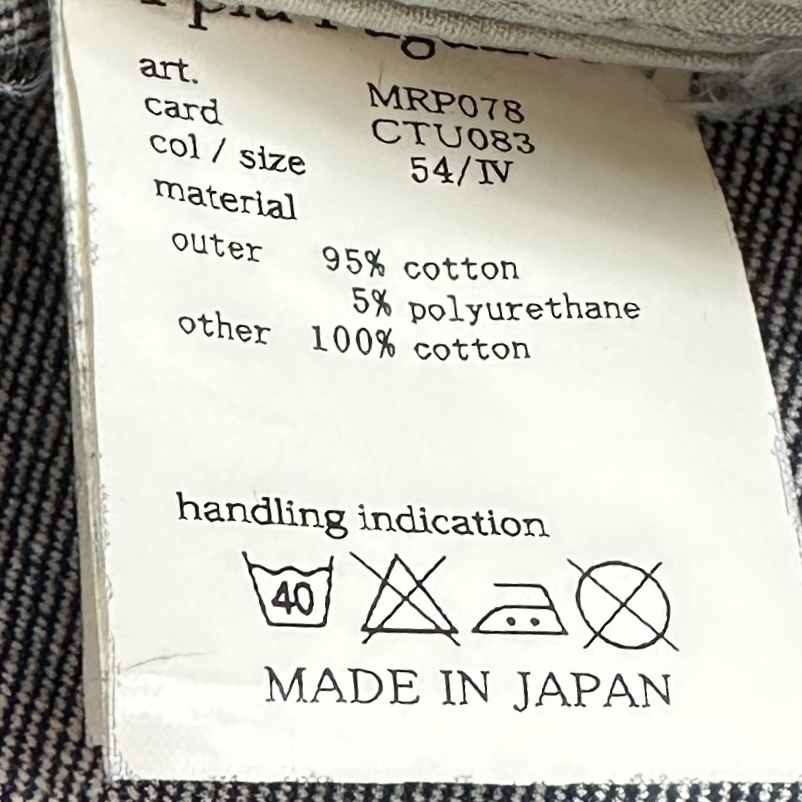 art. MRP078
card CTU083
col / size 54/IV
material
outer 95% cotton
5% polyurethane
other 100% cotton
handling indication
40
MADE IN JAPAN